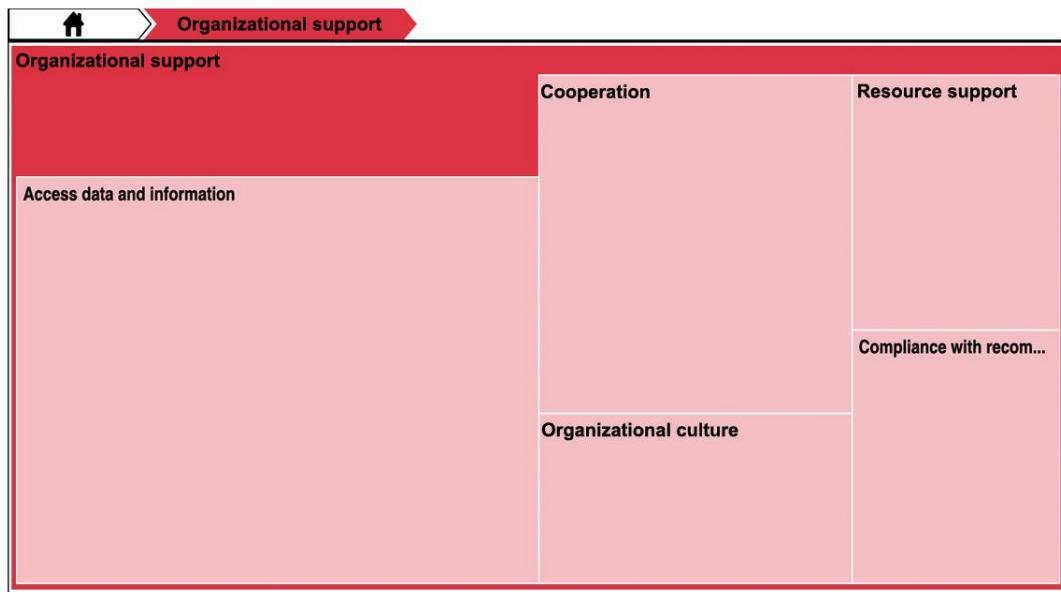 Organizational support
Organizational support
Cooperation
Resource support
Access data and information
Compliance with recom...
Organizational culture